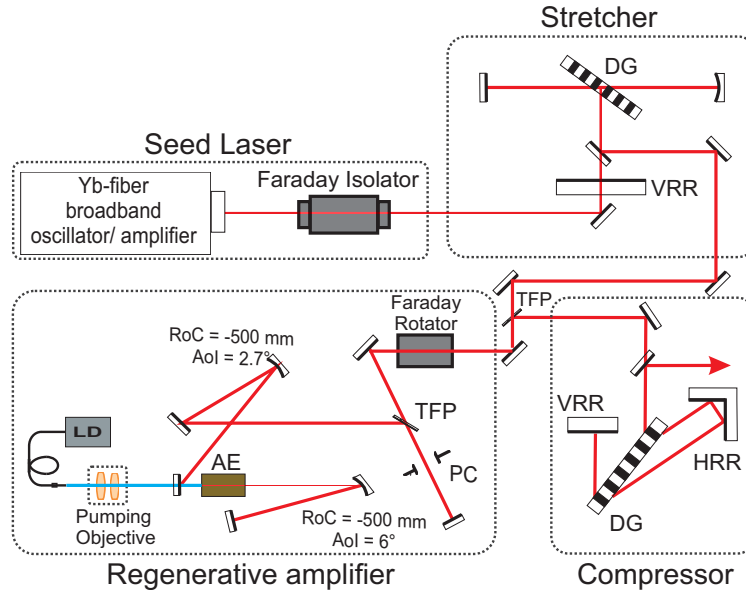 Stretcher
DG
VRR
Seed Laser
Yb-fiber
broadband
oscillator/ amplifier
Faraday Isolator
TFP
Faraday
Rotator
RoC = -500 mm
AoI = 2.7°
TFP
PC
LD
AE
Pumping
Objective
RoC = -500 mm
AoI = 6°
Regenerative amplifier
VRR
HRR
DG
Compressor